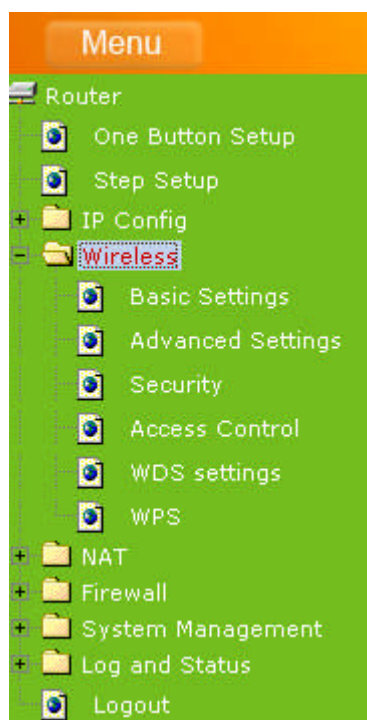 Menu
Router
One Button Setup
Step Setup
IP Config
Wireless
Basic Settings
Advanced Settings
Security
Access Control
WDS settings
WPS
NAT
Firewall
System Management
Log and Status
Logout